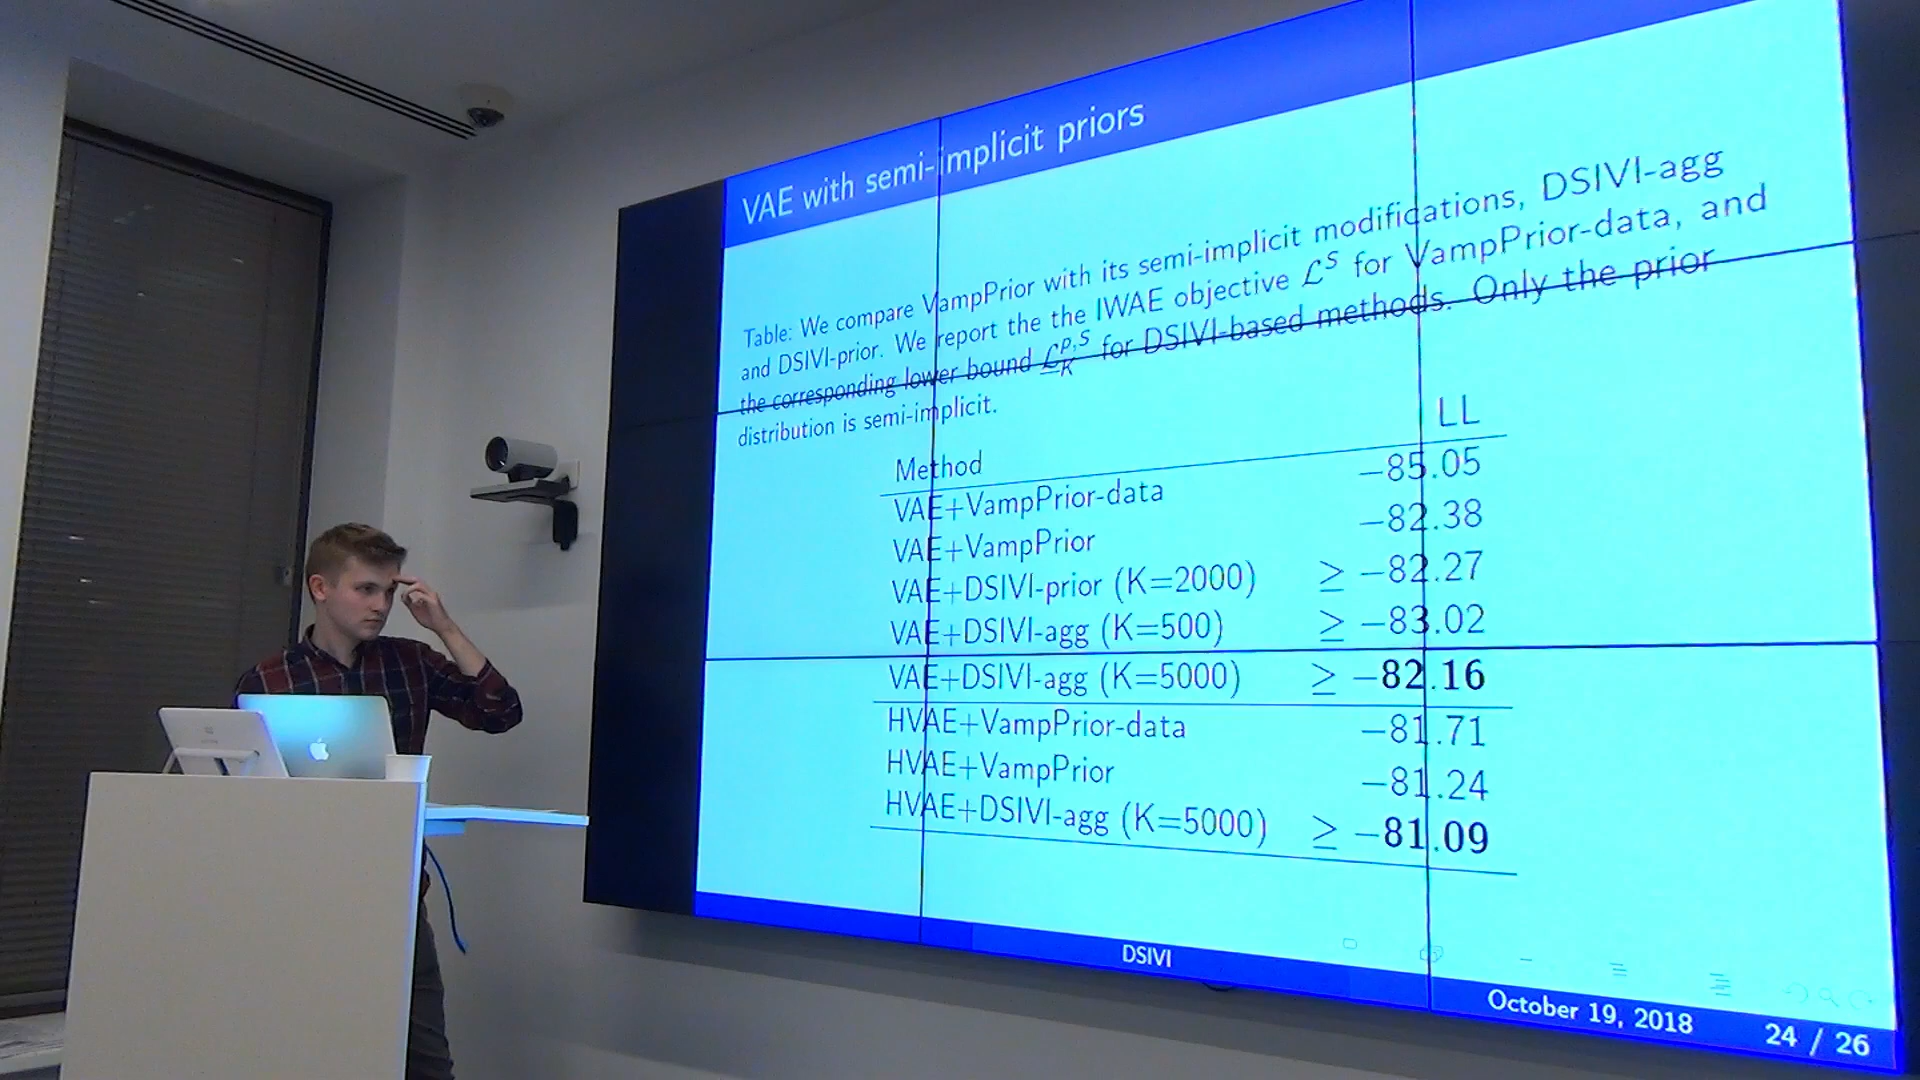 VAE with semi-implicit priors
Table: We compare VampPrior with its semi-implicit modifications, DSIVI-agg
and DSIVI-prior. We report the the IWAE objective ℒ^S for VampPrior-data, and
the corresponding lower bound ℒ_K^{p,S} for DSIVI-based methods. Only the prior
distribution is semi-implicit.
Method LL
VAE+VampPrior-data −85.05
VAE+VampPrior −82.38
VAE+DSIVI-prior (K=2000) ≥ −82.27
VAE+DSIVI-agg (K=500) ≥ −83.02
VAE+DSIVI-agg (K=5000) ≥ −82.16
HVAE+VampPrior-data −81.71
HVAE+VampPrior −81.24
HVAE+DSIVI-agg (K=5000) ≥ −81.09
DSIVI
October 19, 2018 24 / 26